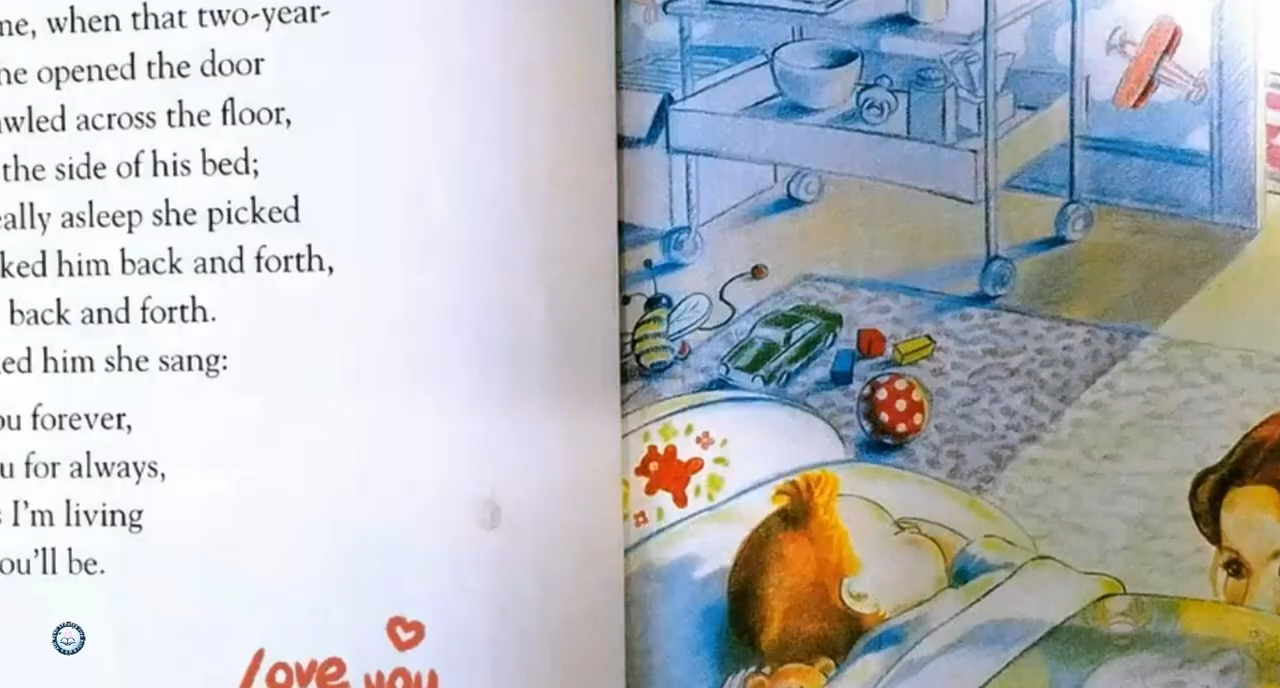 me, when that two-year-
he opened the door
wled across the floor,
the side of his bed;
eally asleep she picked
ked him back and forth,
back and forth.
ed him she sang:
ou forever,
u for always,
s I'm living
ou'll be.
love you